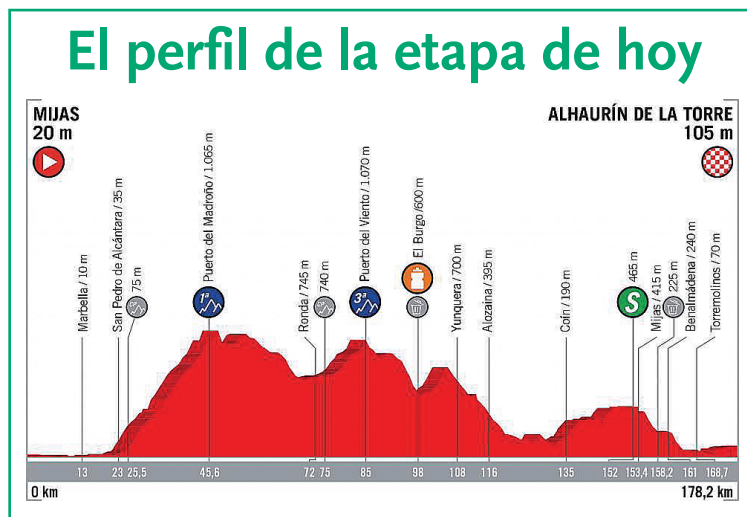 El perfil de la etapa de hoy
MIJAS
20 m
ALHAURÍN DE LA TORRE
105 m
Marbella / 10 m
San Pedro de Alcántara / 35 m
75 m
Puerto del Madroño / 1.065 m
1ª
Ronda / 745 m
740 m
Puerto del Viento / 1.070 m
3ª
El Burgo /600 m
Yunquera / 700 m
Alozaina / 395 m
Coín / 190 m
465 m
S
Mijas / 415 m
225 m
Benalmádena / 240 m
Torremolinos / 70 m
13 23 25,5 45,6 72 75 85 98 108 116 135 152 153,4 158,2 161 168,7
0 km
178,2 km